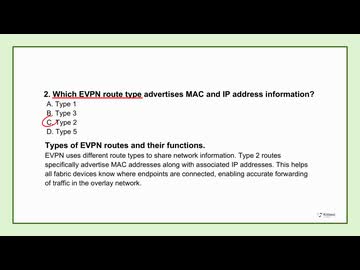 2. Which EVPN route type advertises MAC and IP address information?
A. Type 1
B. Type 3
C. Type 2
D. Type 5
Types of EVPN routes and their functions.
EVPN uses different route types to share network information. Type 2 routes
specifically advertise MAC addresses along with associated IP addresses. This helps
all fabric devices know where endpoints are connected, enabling accurate forwarding
of traffic in the overlay network.